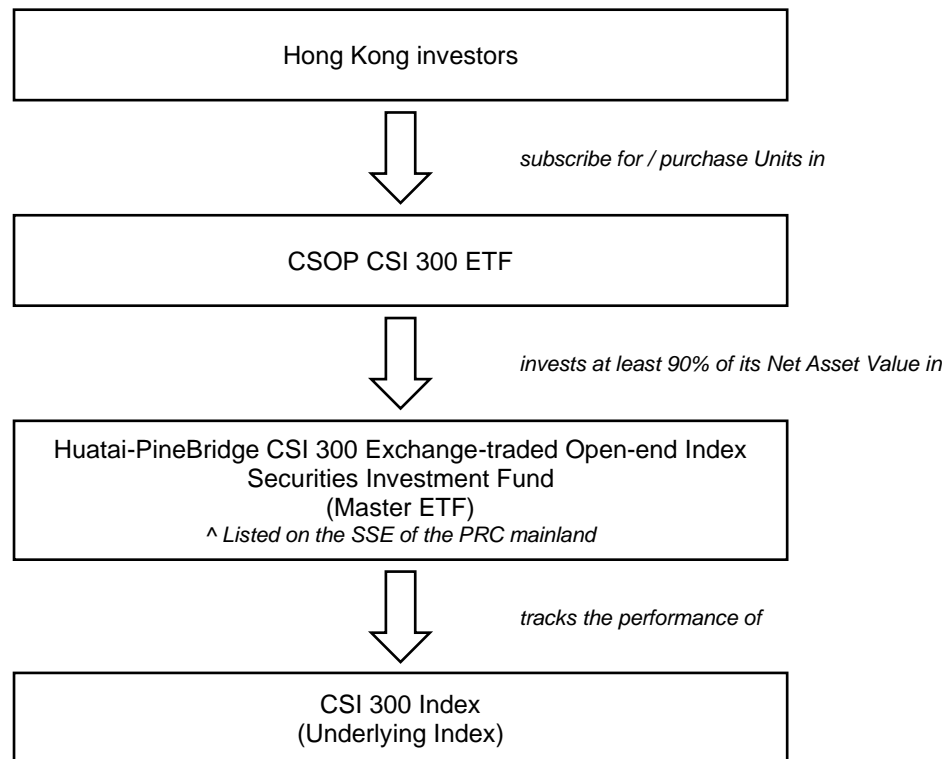 Hong Kong investors
subscribe for / purchase Units in
CSOP CSI 300 ETF
invests at least 90% of its Net Asset Value in
Huatai-PineBridge CSI 300 Exchange-traded Open-end Index
Securities Investment Fund
(Master ETF)
^ Listed on the SSE of the PRC mainland
tracks the performance of
CSI 300 Index
(Underlying Index)